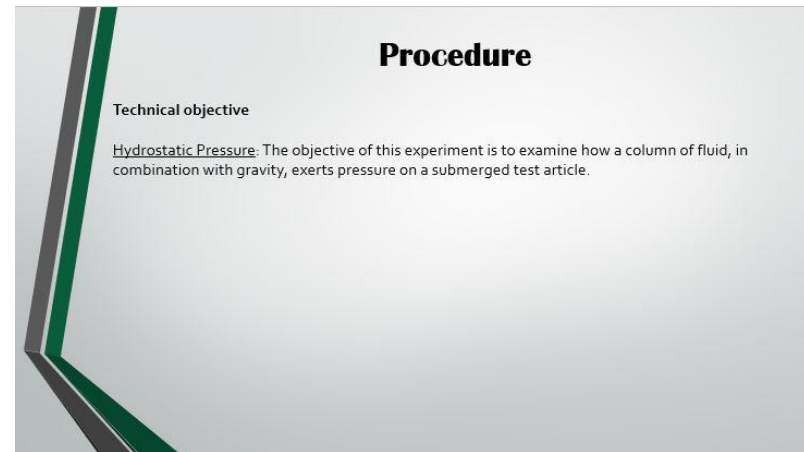 Procedure
Technical objective
Hydrostatic Pressure: The objective of this experiment is to examine how a column of fluid, in
combination with gravity, exerts pressure on a submerged test article.